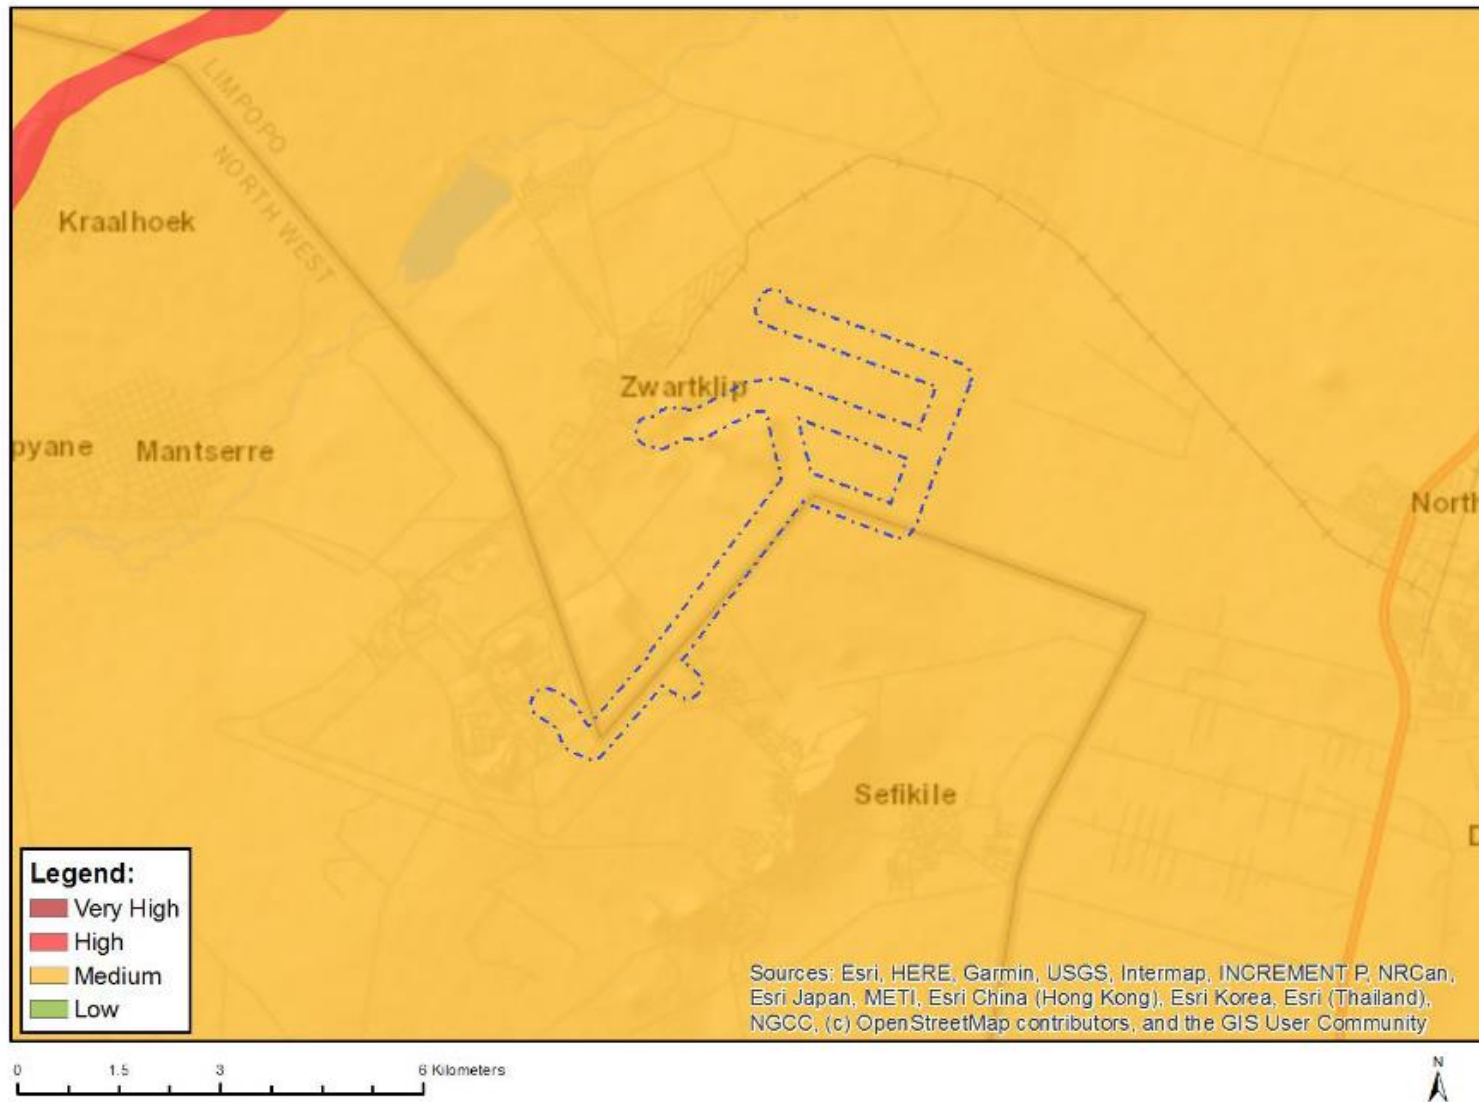 LIMPOPO
NORTH WEST
Kraalhoek
Zwartklip
pyane
Mantserre
North
Sefikile
D
Legend:
Very High
High
Medium
Low
Sources: Esri, HERE, Garmin, USGS, Intermap, INCREMENT P, NRCan,
Esri Japan, METI, Esri China (Hong Kong), Esri Korea, Esri (Thailand),
NGCC, (c) OpenStreetMap contributors, and the GIS User Community
0 1.5 3 6 Kilometers
N